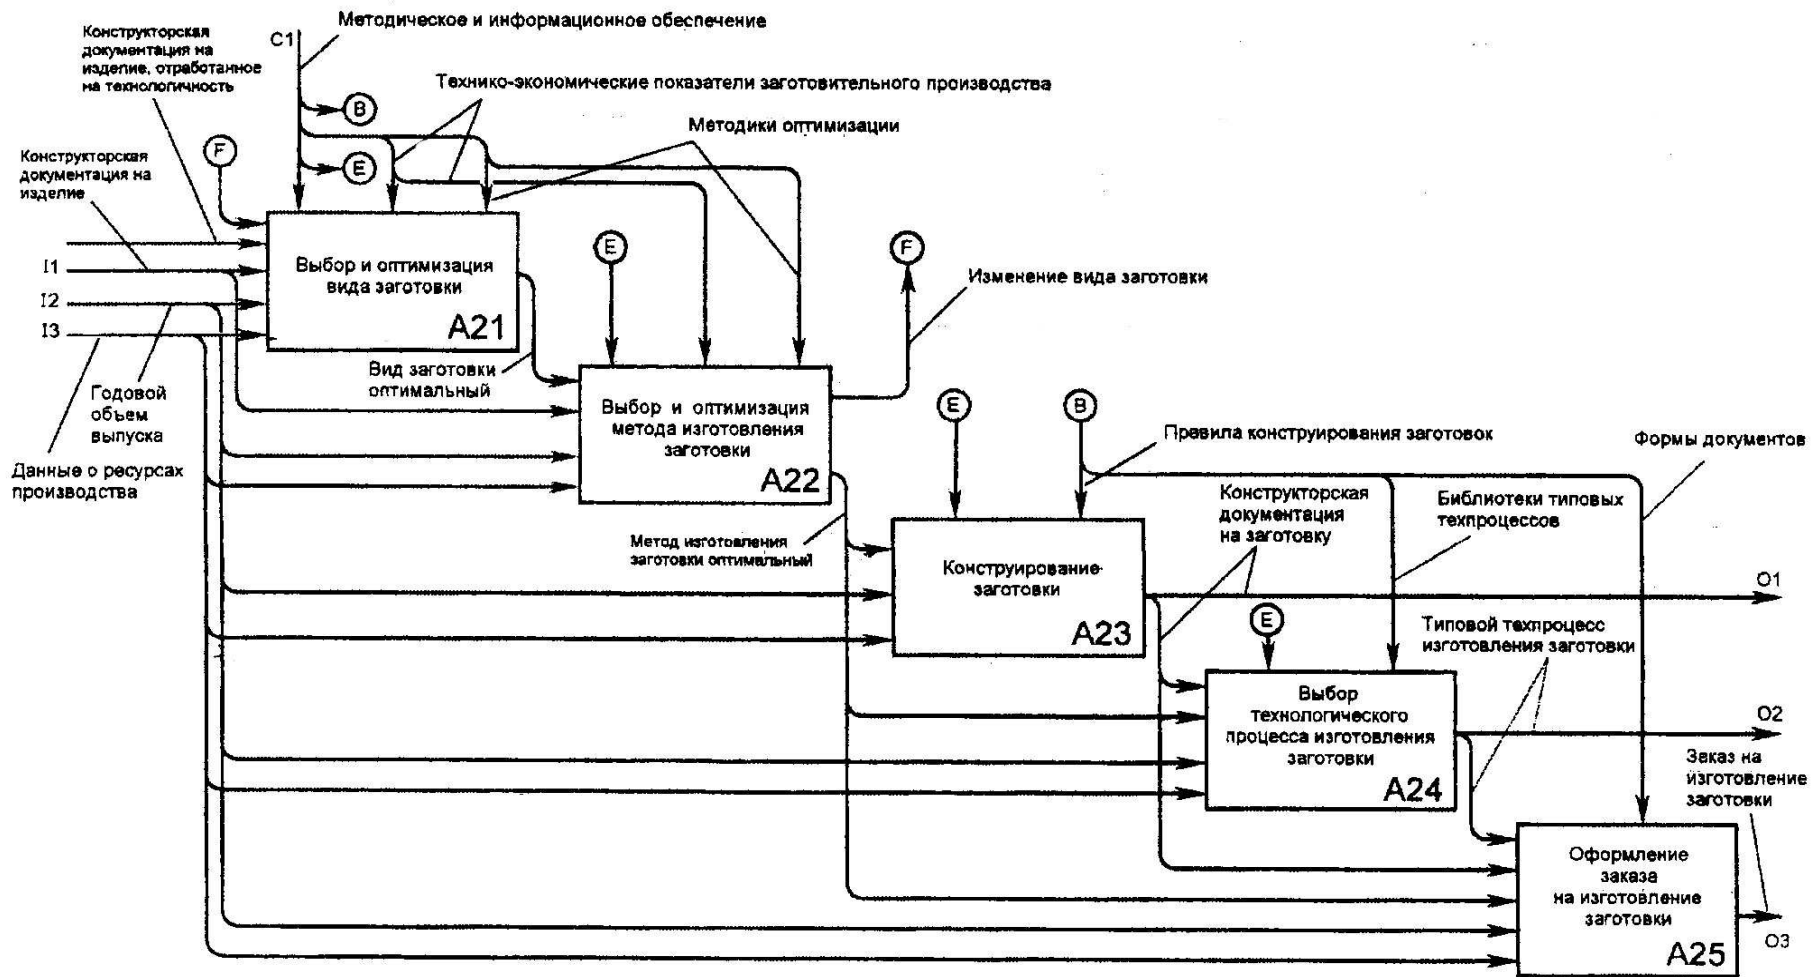 Методическое и информационное обеспечение
C1
Конструкторская
документация на
изделие, отработанное
на технологичность
Технико-экономические показатели заготовительного производства
B
Методики оптимизации
F
E
Конструкторская
документация на
изделие
I1
I2
I3
Выбор и оптимизация
вида заготовки
A21
E
F
Изменение вида заготовки
Вид заготовки
оптимальный
Годовой
объем
выпуска
Данные о ресурсах
производства
Выбор и оптимизация
метода изготовления
заготовки
A22
E
B
Правила конструирования заготовок
Формы документов
Конструкторская
документация
на заготовку
Библиотеки типовых
техпроцессов
Метод изготовления
заготовки оптимальный
Конструирование
заготовки
A23
O1
E
Типовой техпроцесс
изготовления заготовки
Выбор
технологического
процесса изготовления
заготовки
A24
O2
Заказ на
изготовление
заготовки
Оформление
заказа
на изготовление
заготовки
A25
O3